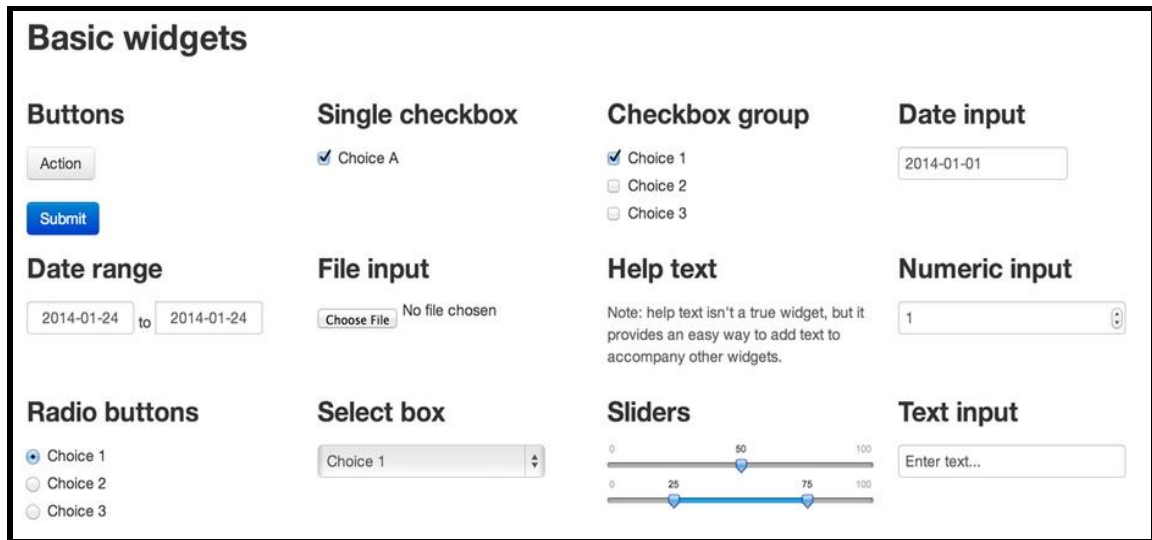 Basic widgets
Buttons
Action
Submit
Single checkbox
Choice A
Checkbox group
Choice 1
Choice 2
Choice 3
Date input
2014-01-01
Date range
2014-01-24 to 2014-01-24
File input
Choose File No file chosen
Help text
Note: help text isn't a true widget, but it
provides an easy way to add text to
accompany other widgets.
Numeric input
1
Radio buttons
Choice 1
Choice 2
Choice 3
Select box
Choice 1
Sliders
0 50 100
0 25 75 100
Text input
Enter text...